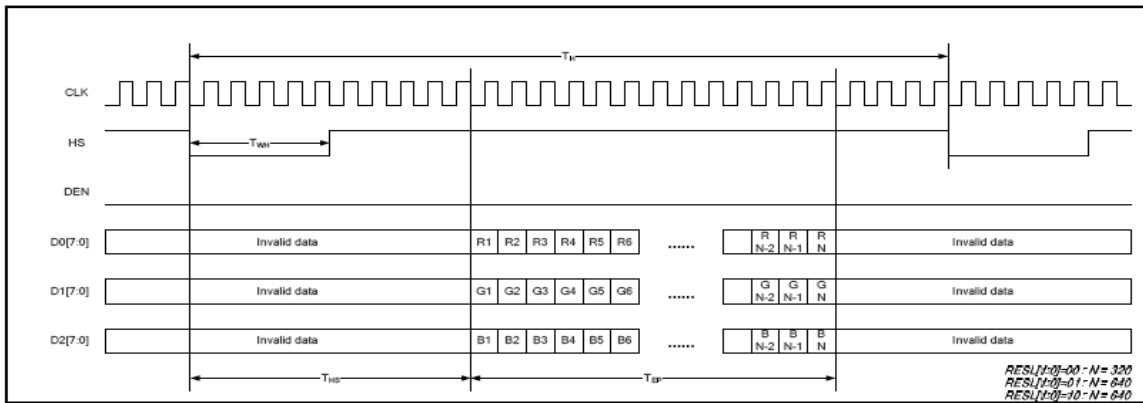 TH
CLK
HS
TWH
DEN
D0[7:0] Invalid data R1 R2 R3 R4 R5 R6 ...... R N-2 R N-1 R N Invalid data
D1[7:0] Invalid data G1 G2 G3 G4 G5 G6 ...... G N-2 G N-1 G N Invalid data
D2[7:0] Invalid data B1 B2 B3 B4 B5 B6 ...... B N-2 B N-1 B N Invalid data
THS TEP
RESL[1:0]=00 : N = 320
RESL[1:0]=01 : N = 640
RESL[1:0]=10 : N = 640